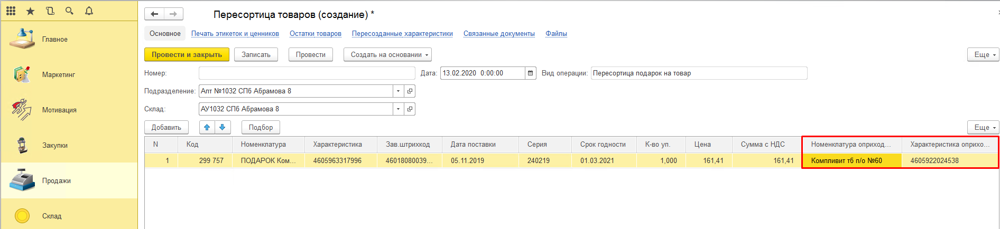 Пересортица товаров (создание) *
Главное
Основное Печать этикеток и ценников Остатки товаров Пересозданные характеристики Связанные документы Файлы
Провести и закрыть Записать Провести Создать на основании Еще
Маркетинг
Номер: Дата: 13.02.2020 0:00:00 Вид операции: Пересортица подарок на товар
Подразделение: Апт №1032 СПб Абрамова 8
Мотивация
Склад: АУ1032 СПб Абрамова 8
Добавить Подбор Еще
Закупки
N Код Номенклатура Характеристика Зав.штрихкод Дата поставки Серия Срок годности К-во уп. Цена Сумма с НДС Номенклатура оприход... Характеристика оприхо...
1 299 757 ПОДАРОК Ком... 4605963317996 46018080039... 05.11.2019 240219 01.03.2021 1,000 161,41 161,41 Компливит тб п/о №60 4605922024538
Продажи
Склад